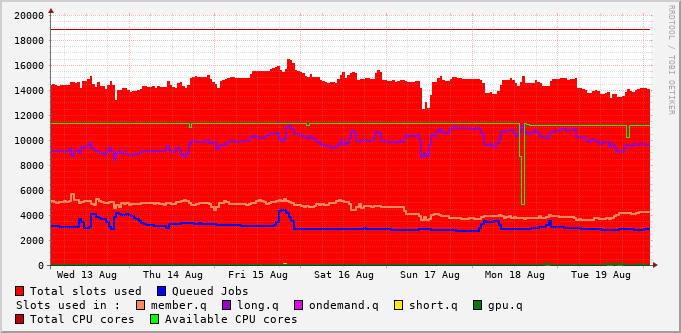 20000
18000
16000
14000
12000
10000
8000
6000
4000
2000
0
Wed 13 Aug Thu 14 Aug Fri 15 Aug Sat 16 Aug Sun 17 Aug Mon 18 Aug Tue 19 Aug
Total slots used Queued Jobs
Slots used in : member.q long.q ondemand.q short.q gpu.q
Total CPU cores Available CPU cores
RRDTOOL / TOBI OETIKER